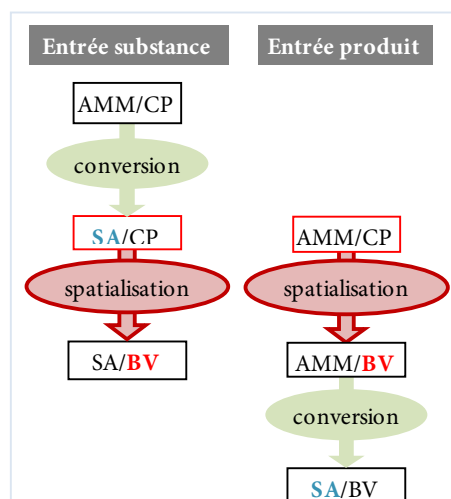 Entrée substance
Entrée produit
AMM/CP
conversion
SA/CP
AMM/CP
spatialisation
spatialisation
SA/BV
AMM/BV
conversion
SA/BV